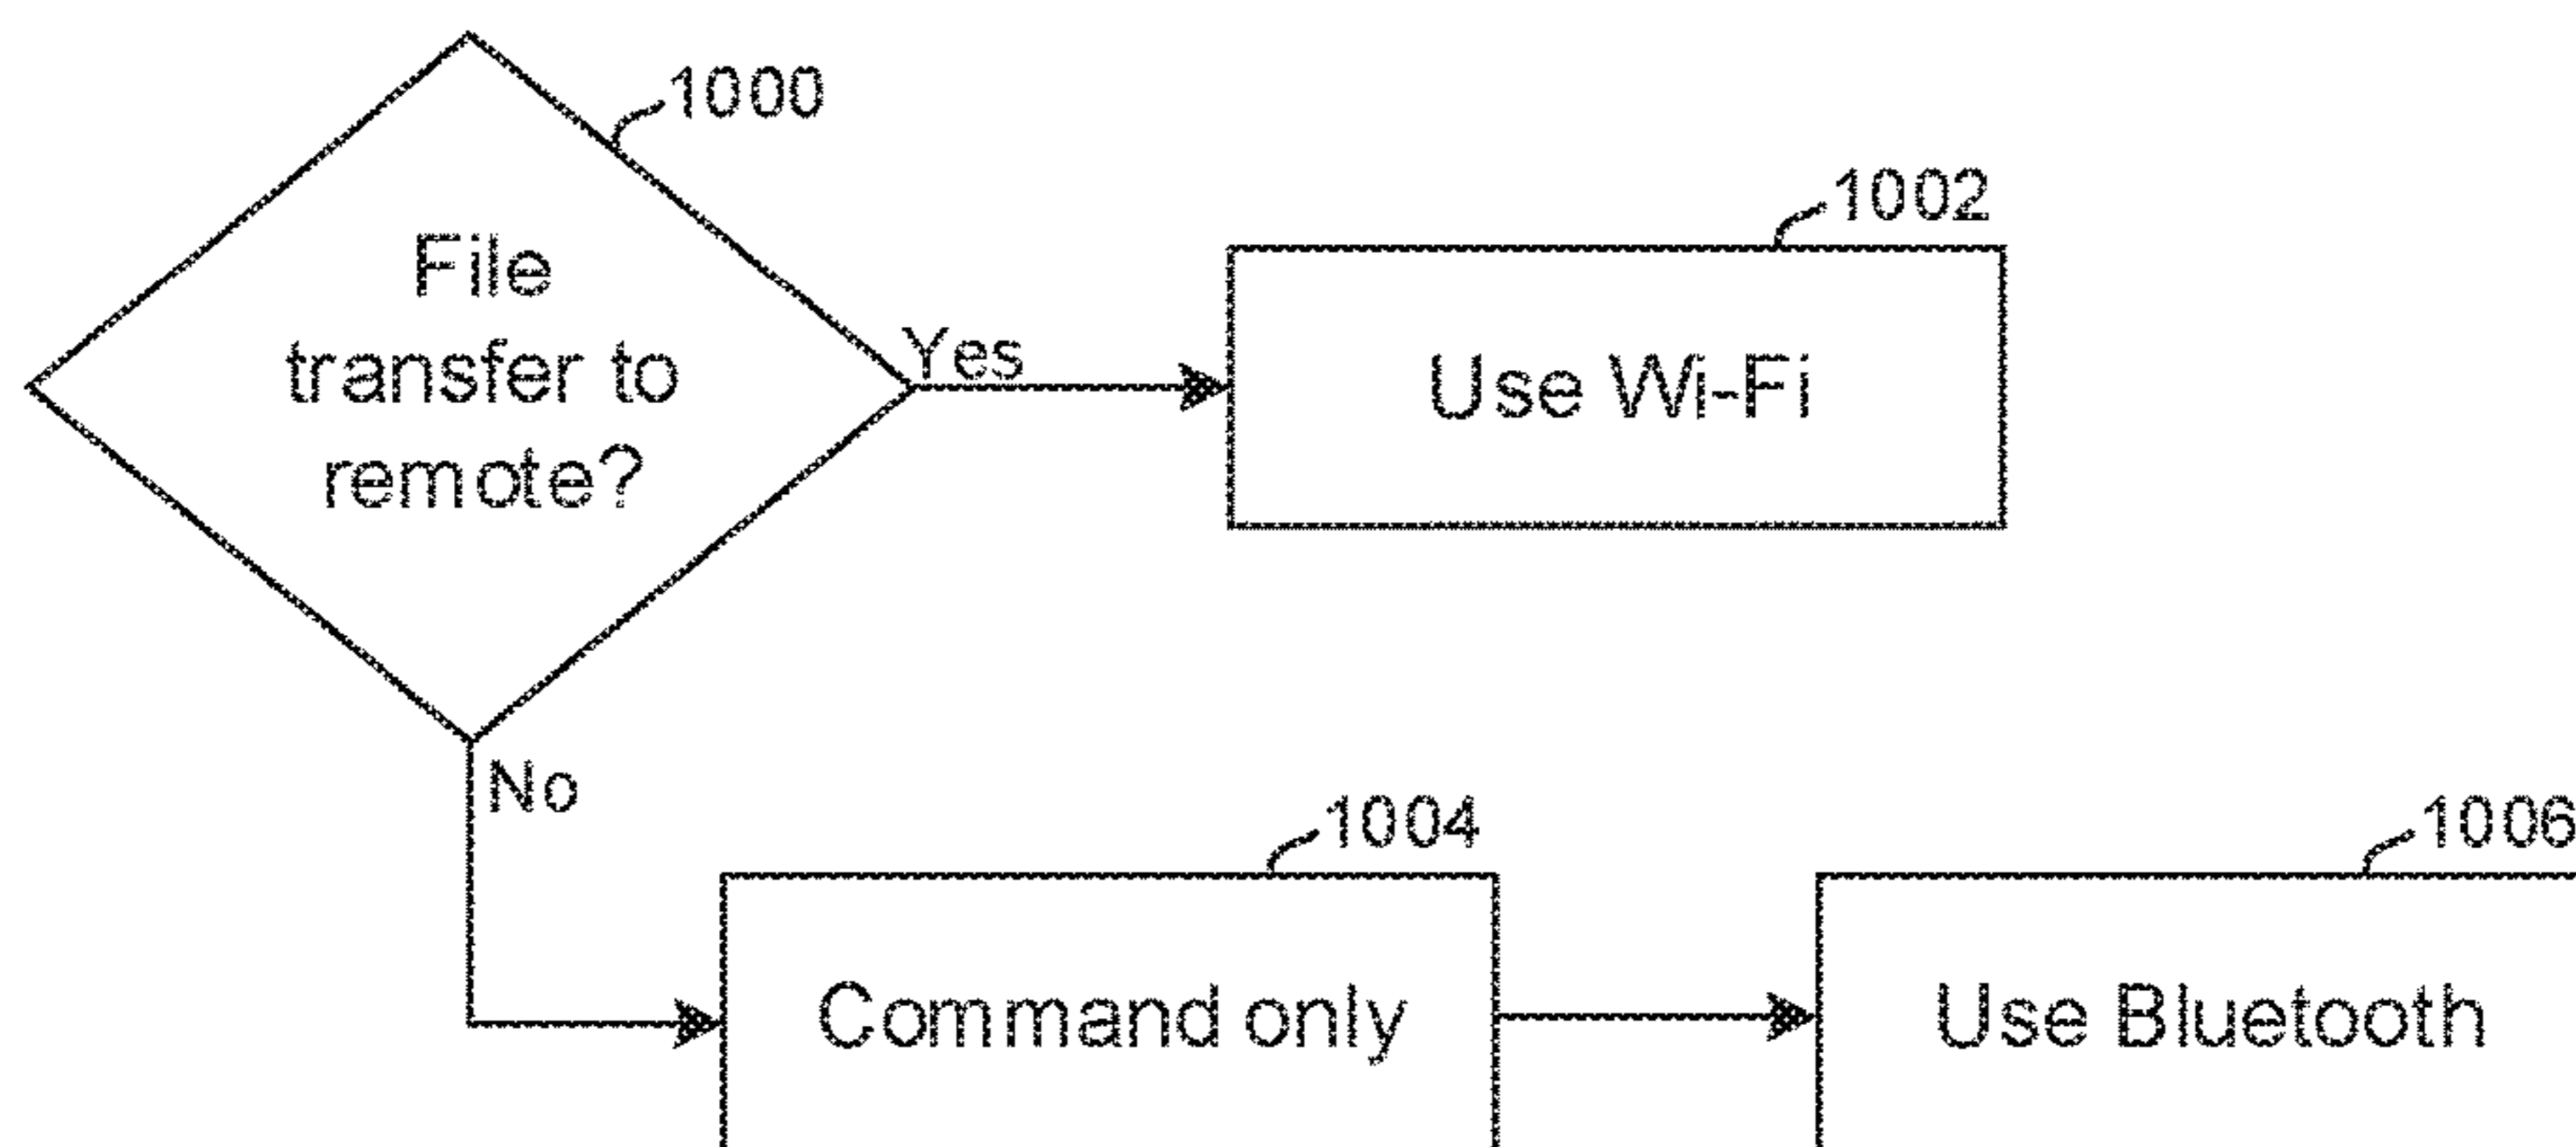 1000
File
transfer to
remote?
Yes
1002
Use Wi-Fi
No
1004
Command only
1006
Use Bluetooth